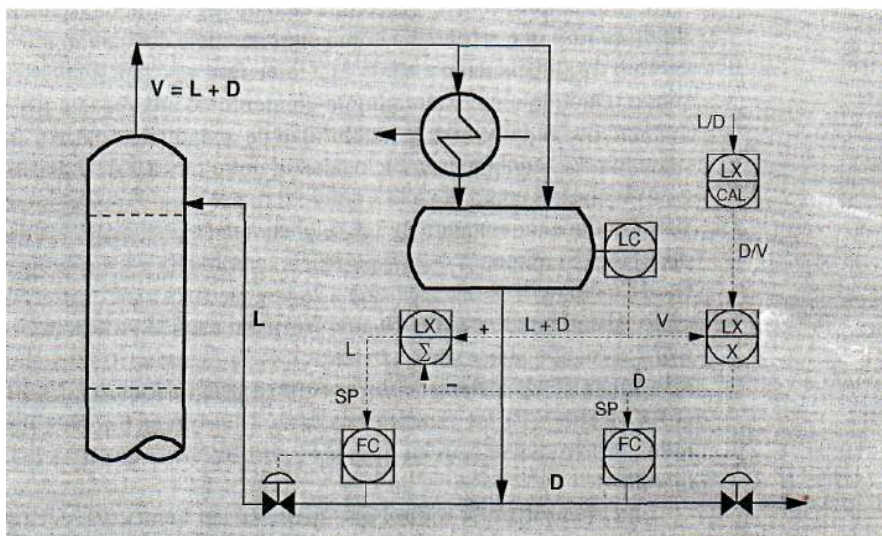 V = L + D
L/D
LX
CAL
LC
D/V
L
LX
Σ
+
L + D
V
LX
X
L
–
D
SP
SP
FC
FC
D